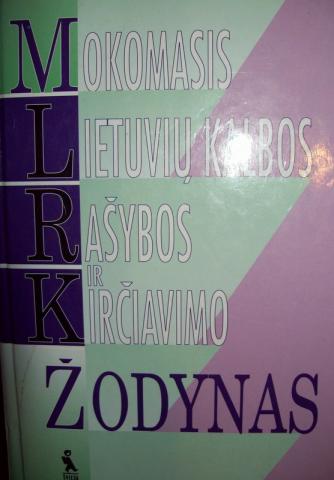 MOKOMASIS
LIETUVIŲ KALBOS
RAŠYBOS
IR
KIRČIAVIMO
ŽODYNAS